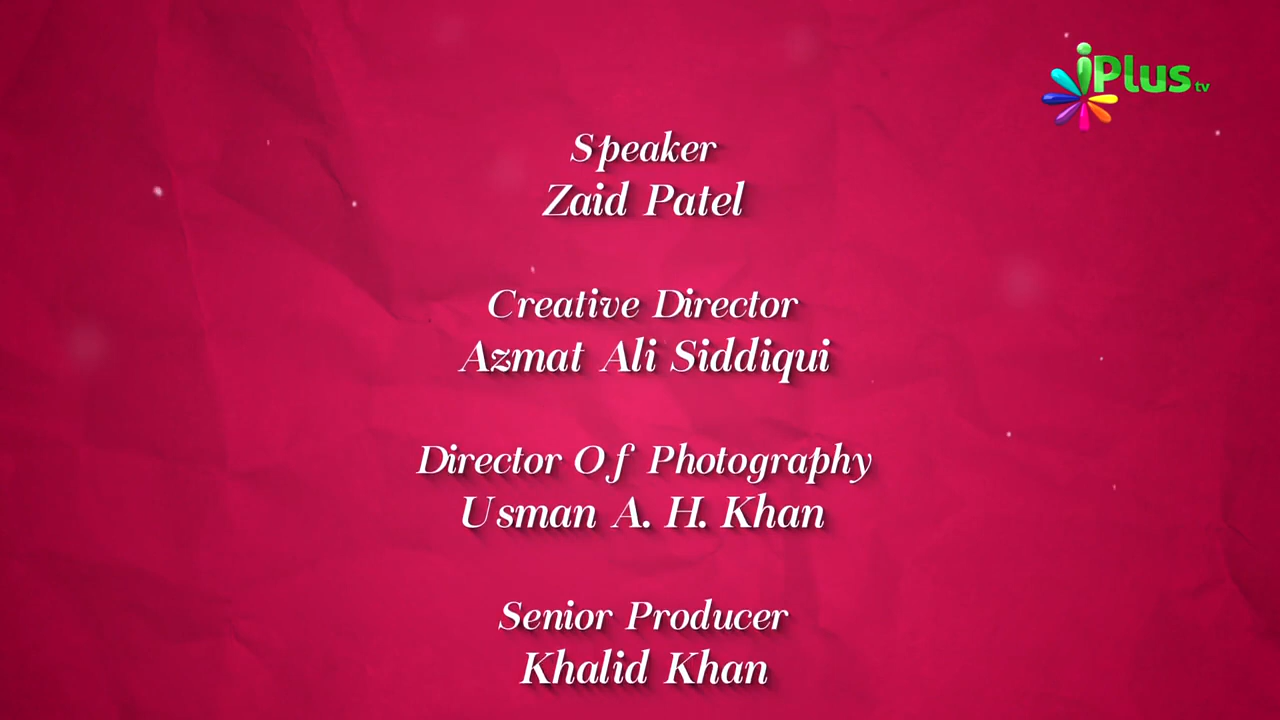 iPlus tv
Speaker
Zaid Patel
Creative Director
Azmat Ali Siddiqui
Director Of Photography
Usman A. H. Khan
Senior Producer
Khalid Khan